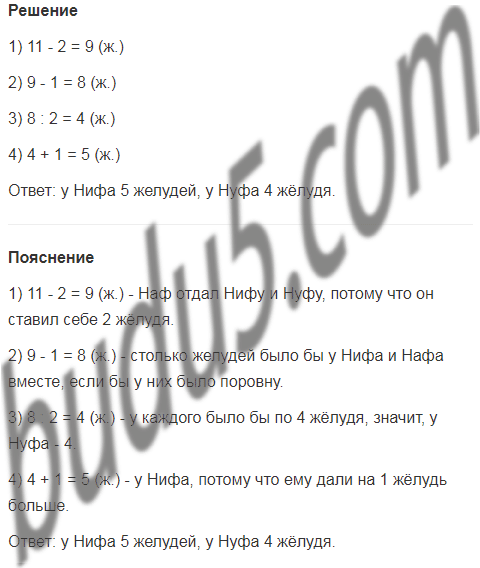 Решение
1) 11 - 2 = 9 (ж.)
2) 9 - 1 = 8 (ж.)
3) 8 : 2 = 4 (ж.)
4) 4 + 1 = 5 (ж.)
Ответ: у Нифа 5 желудей, у Нуфа 4 жёлудя.
Пояснение
1) 11 - 2 = 9 (ж.) - Наф отдал Нифу и Нуфу, потому что он
ставил себе 2 жёлудя.
2) 9 - 1 = 8 (ж.) - столько желудей было бы у Нифа и Нафа
вместе, если бы у них было поровну.
3) 8 : 2 = 4 (ж.) - у каждого было бы по 4 жёлудя, значит, у
Нуфа - 4.
4) 4 + 1 = 5 (ж.) - у Нифа, потому что ему дали на 1 жёлудь
больше.
Ответ: у Нифа 5 желудей, у Нуфа 4 жёлудя.
budu5.com